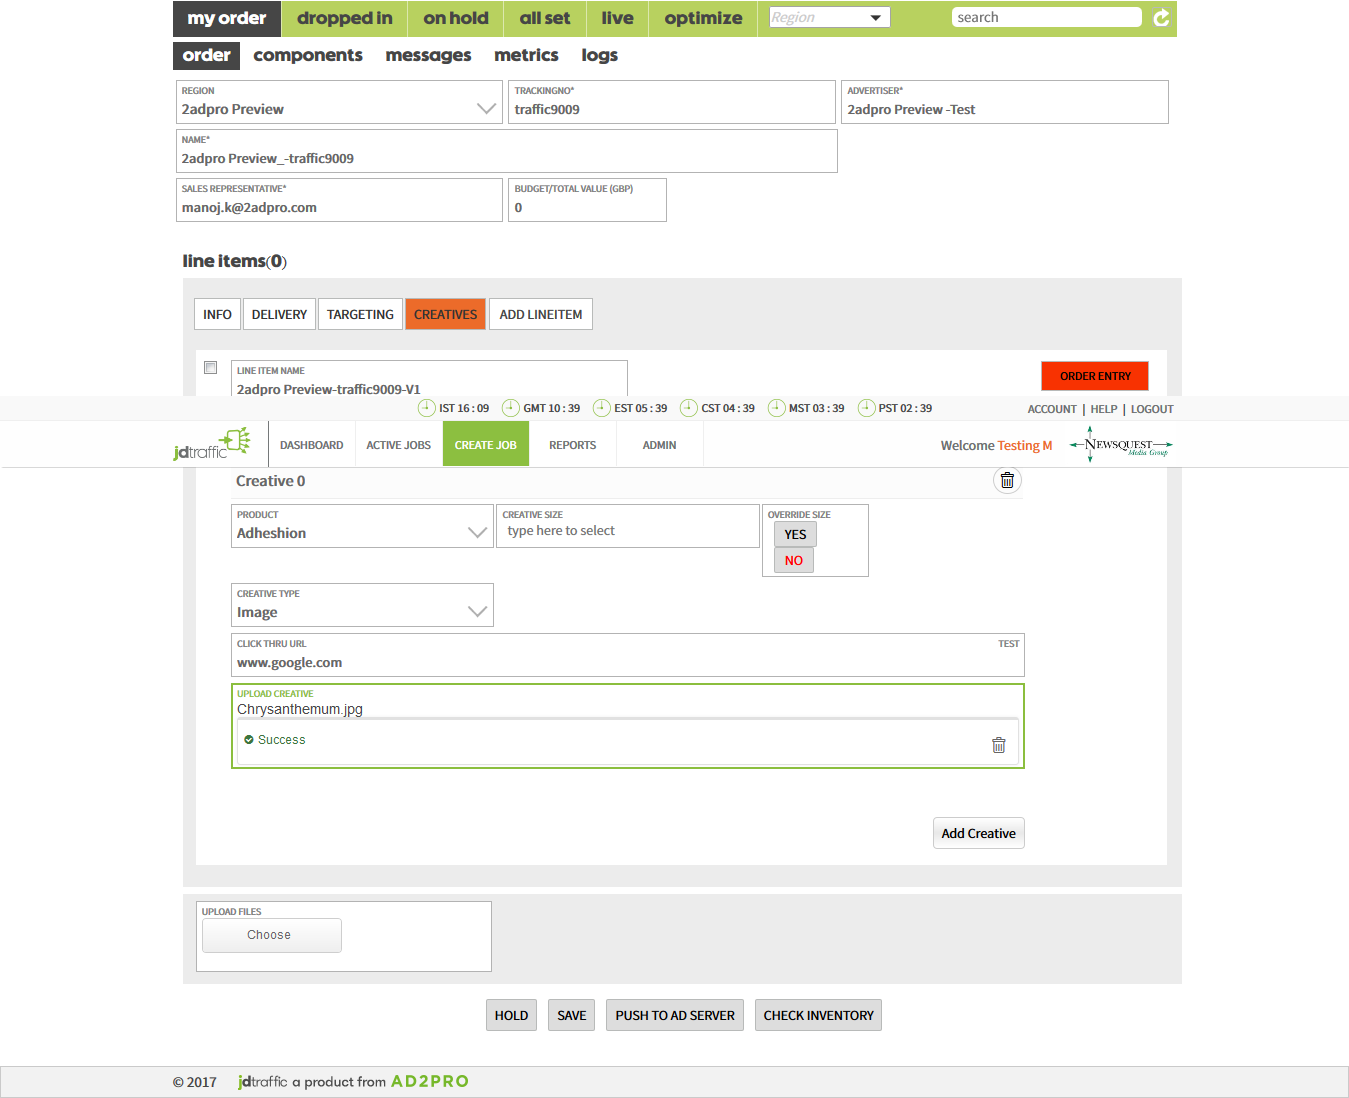 my order dropped in on hold all set live optimize Region search
order components messages metrics logs
REGION TRACKINGNO* ADVERTISER*
2adpro Preview traffic9009 2adpro Preview -Test
NAME*
2adpro Preview_-traffic9009
SALES REPRESENTATIVE* BUDGET/TOTAL VALUE (GBP)
manoj.k@2adpro.com 0
line items(0)
INFO DELIVERY TARGETING CREATIVES ADD LINEITEM
LINE ITEM NAME
2adpro Preview-traffic9009-V1
ORDER ENTRY
IST 16 : 09 GMT 10 : 39 EST 05 : 39 CST 04 : 39 MST 03 : 39 PST 02 : 39 ACCOUNT | HELP | LOGOUT
jdtraffic DASHBOARD ACTIVE JOBS CREATE JOB REPORTS ADMIN Welcome Testing M NEWSQUEST
Media Group
Creative 0
PRODUCT CREATIVE SIZE OVERRIDE SIZE
Adheshion type here to select YES
NO
CREATIVE TYPE
Image
CLICK THRU URL TEST
www.google.com
UPLOAD CREATIVE
Chrysanthemum.jpg
Success
Add Creative
UPLOAD FILES
Choose
HOLD SAVE PUSH TO AD SERVER CHECK INVENTORY
© 2017 jdtraffic a product from AD2PRO